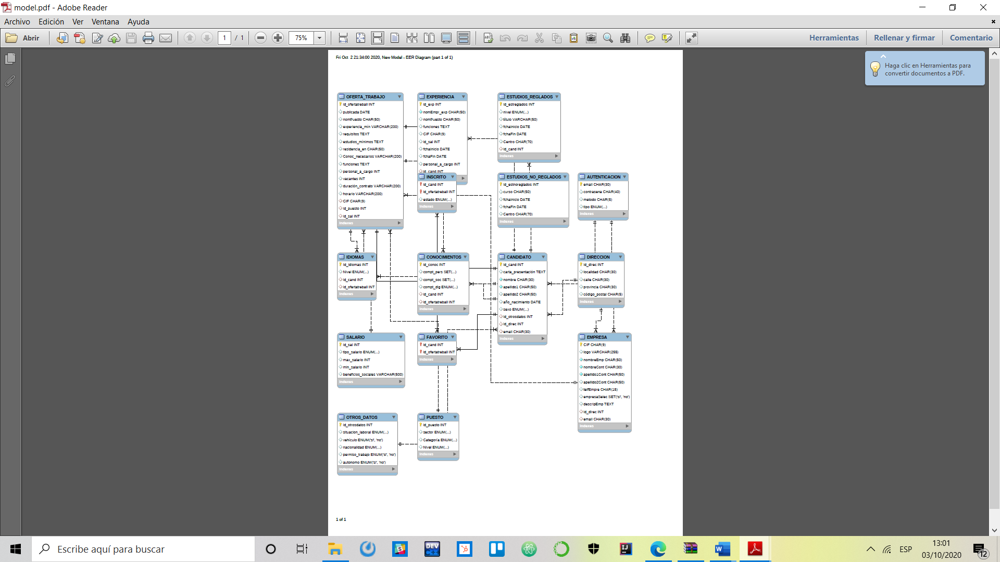 model.pdf - Adobe Reader
Archivo Edición Ver Ventana Ayuda
Abrir 1 / 1 75% Herramientas Rellenar y firmar Comentario
Haga clic en Herramientas para
convertir documentos a PDF.
Fri Oct 2 21:34:00 2020, New Model - EER Diagram (part 1 of 1)
OFERTA_TRABAJO
id_ofertatreball INT
publicada DATE
nomPuesto CHAR(50)
experiencia_mín VARCHAR(200)
requisitos TEXT
estudios_mínimos TEXT
residencia_en CHAR(50)
Conoc_necesarios VARCHAR(200)
funciones TEXT
personal_a_cargo INT
vacantes INT
duración_contrato VARCHAR(200)
horario VARCHAR(200)
CIF CHAR(9)
id_puesto INT
id_sal INT
Indexes
EXPERIENCIA
id_exp INT
nomEmpr_exp CHAR(50)
nomPuesto CHAR(50)
funciones TEXT
CIF CHAR(9)
id_sal INT
fchaInicio DATE
fchaFin DATE
personal_a_cargo INT
id_cand INT
ESTUDIOS_REGLADOS
id_estreglados INT
nivel ENUM(...)
titulo VARCHAR(50)
fchaInicio DATE
fchaFin DATE
Centro CHAR(70)
id_cand INT
Indexes
INSCRITO
id_cand INT
id_ofertatreball INT
estado ENUM(...)
Indexes
ESTUDIOS_NO_REGLADOS
id_estnoreglados INT
curso CHAR(50)
fchaInicio DATE
fchaFin DATE
Centro CHAR(70)
Indexes
AUTENTICACION
email CHAR(30)
contrasena CHAR(40)
metodo CHAR(5)
tipo ENUM(...)
Indexes
IDIOMAS
id_idiomas INT
Nivel ENUM(...)
id_cand INT
id_ofertatreball INT
Indexes
CONOCIMIENTOS
id_conoc INT
compt_pers SET(...)
compt_soc SET(...)
compt_dig ENUM(...)
id_cand INT
id_ofertatreball INT
Indexes
CANDIDATO
id_cand INT
carta_presentación TEXT
nombre CHAR(30)
apellido1 CHAR(50)
apellido2 CHAR(50)
año_nacimiento DATE
sexo ENUM(...)
id_otrosdatos INT
id_direc INT
email CHAR(30)
Indexes
DIRECCION
id_direc INT
localidad CHAR(30)
calle CHAR(30)
provincia CHAR(30)
código_postal CHAR(5)
Indexes
SALARIO
id_sal INT
tipo_salario ENUM(...)
max_salario INT
min_salario INT
beneficios_sociales VARCHAR(500)
Indexes
FAVORITO
id_cand INT
id_ofertatreball INT
Indexes
EMPRESA
CIF CHAR(9)
logo VARCHAR(255)
nombreEmp CHAR(50)
nombreCont CHAR(30)
apellido1Cont CHAR(50)
apellido2Cont CHAR(50)
telfEmpre CHAR(15)
empresaSelec SET('si', 'no')
descripEmp TEXT
id_direc INT
email CHAR(30)
Indexes
OTROS_DATOS
id_otrosdatos INT
situacion_laboral ENUM(...)
vehículo ENUM('si', 'no')
nacionalidad ENUM(...)
permiso_trabajo ENUM('si', 'no')
autonomo ENUM('si', 'no')
Indexes
PUESTO
id_puesto INT
sector ENUM(...)
Categoría ENUM(...)
Nivel ENUM(...)
Indexes
1 of 1
Escribe aquí para buscar
DEV C++
IJ
ESP
13:01
03/10/2020
12